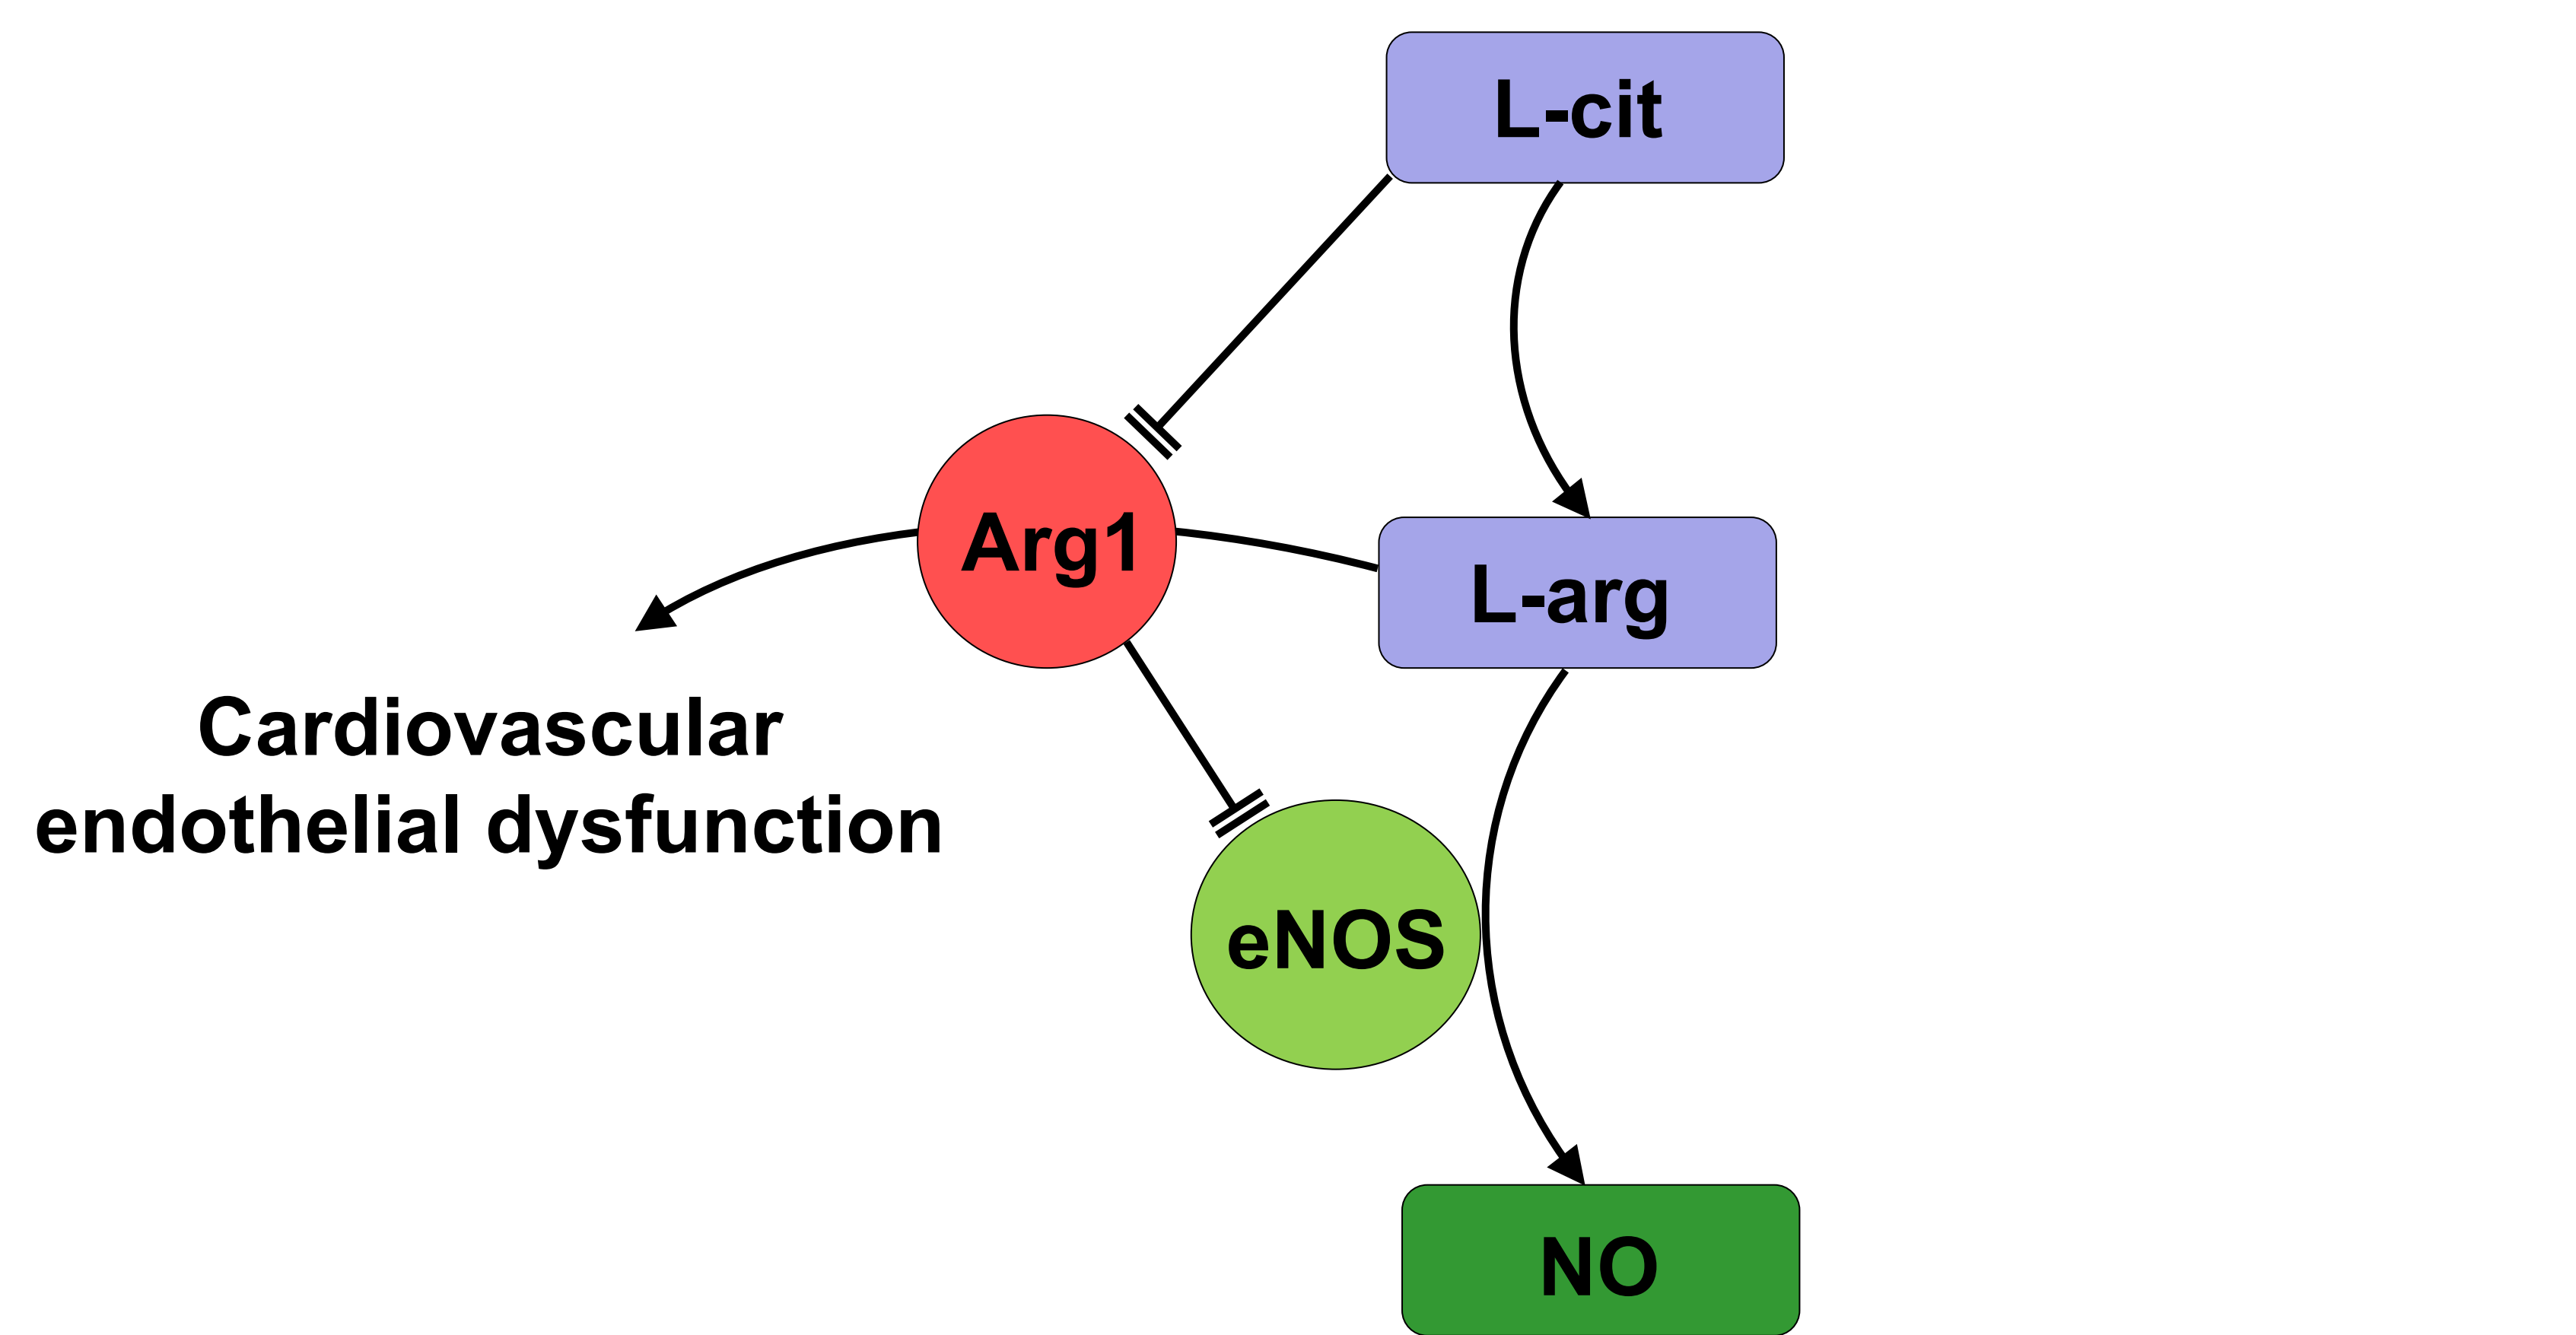 L-cit
Arg1
L-arg
Cardiovascular
endothelial dysfunction
eNOS
NO